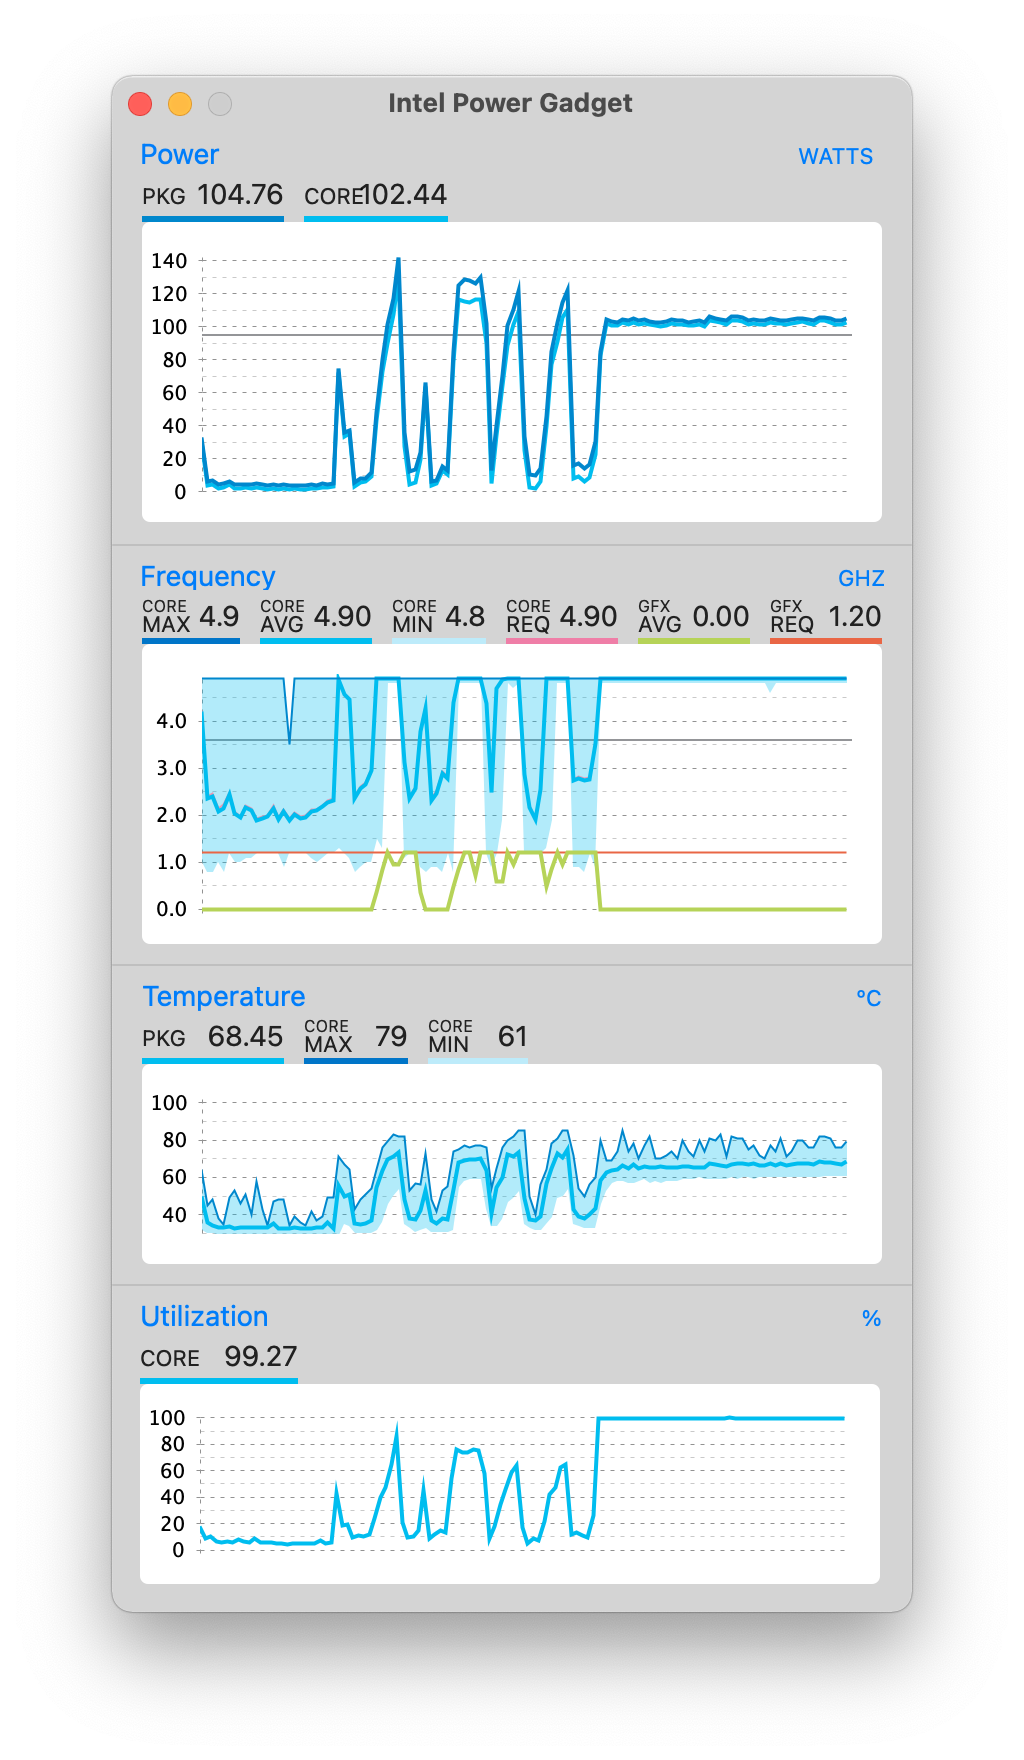 Intel Power Gadget
Power WATTS
PKG 104.76 CORE 102.44
140
120
100
80
60
40
20
0
Frequency GHZ
CORE MAX 4.9 CORE AVG 4.90 CORE MIN 4.8 CORE REQ 4.90 GFX AVG 0.00 GFX REQ 1.20
4.0
3.0
2.0
1.0
0.0
Temperature °C
PKG 68.45 CORE MAX 79 CORE MIN 61
100
80
60
40
Utilization %
CORE 99.27
100
80
60
40
20
0